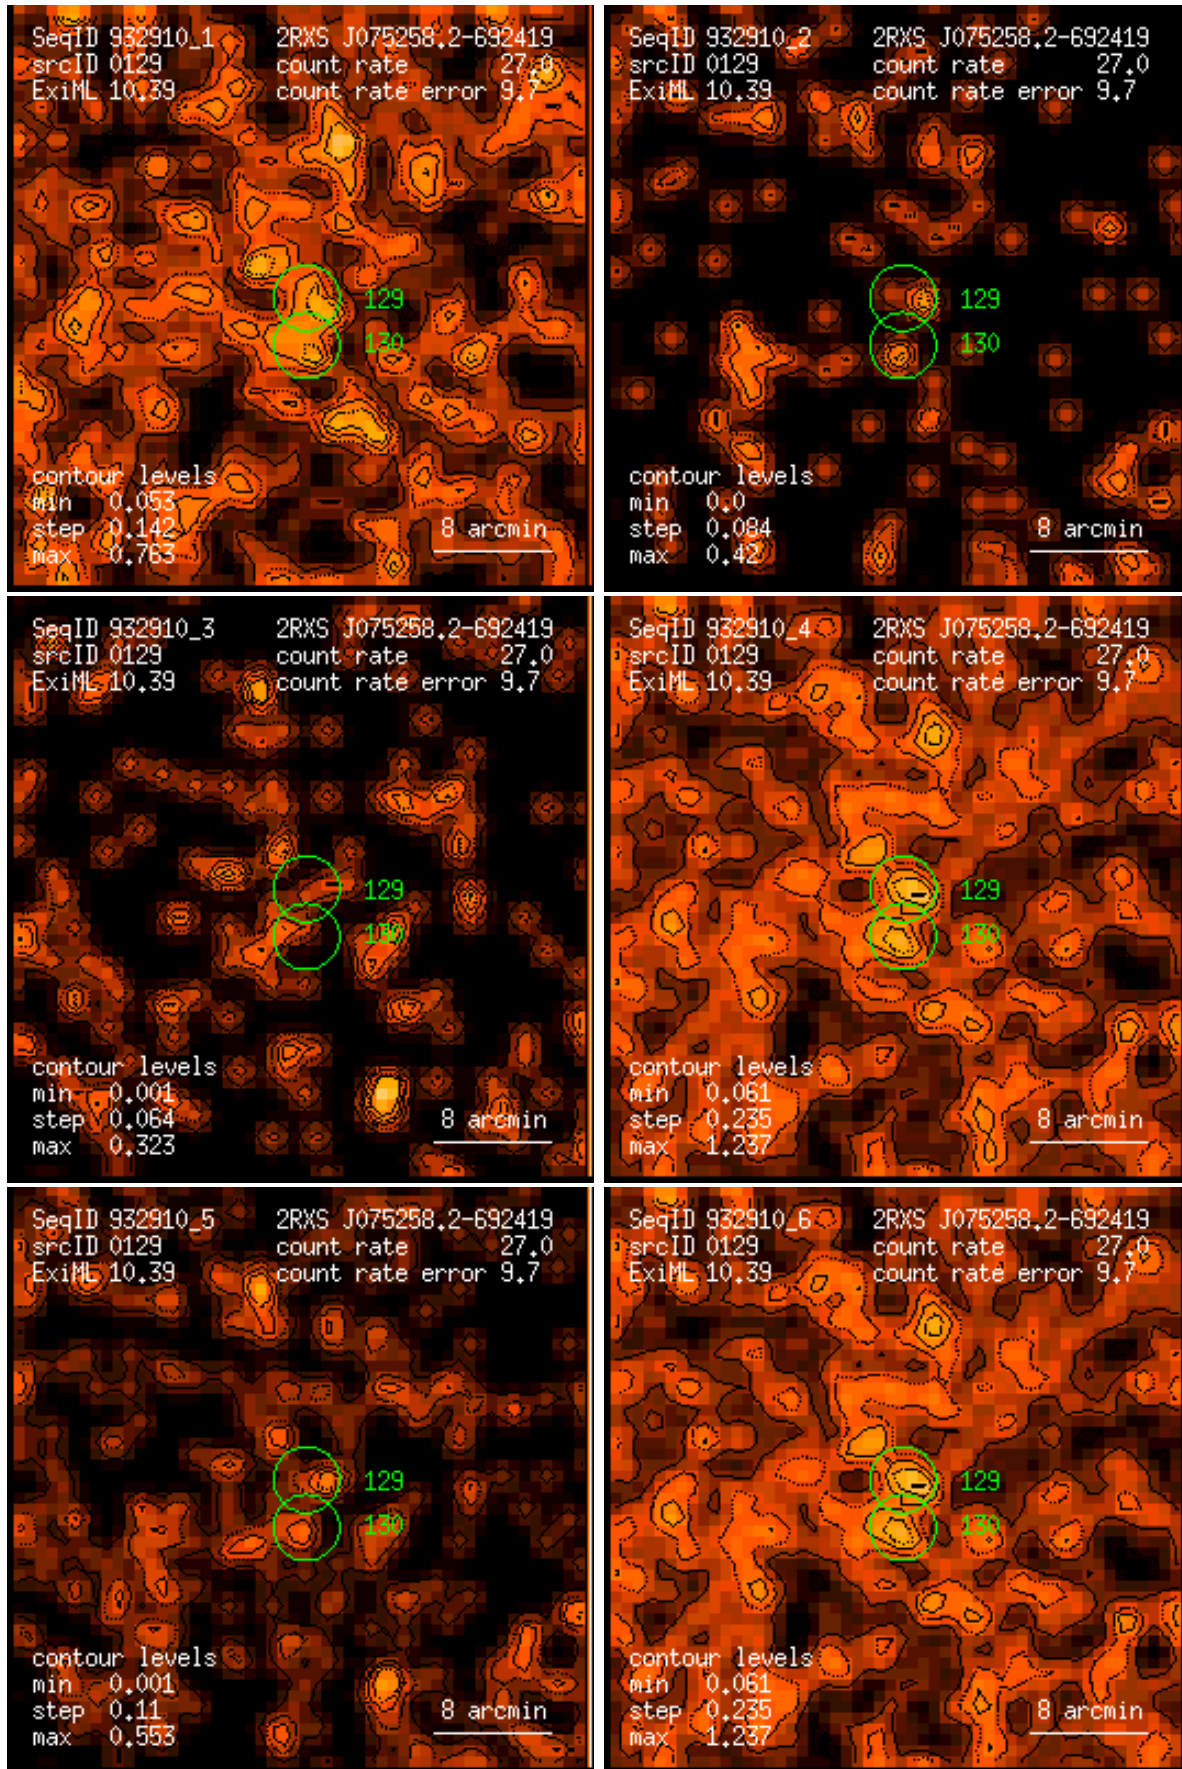 SeqID 932910_1 2RXS J075258.2-692419
srcID 0129 count rate 27.0
ExiML 10.39 count rate error 9.7
129
130
contour levels
min 0.053
step 0.142 8 arcmin
max 0.763
SeqID 932910_2 2RXS J075258.2-692419
srcID 0129 count rate 27.0
ExiML 10.39 count rate error 9.7
129
130
contour levels
min 0.0
step 0.084 8 arcmin
max 0.42
SeqID 932910_3 2RXS J075258.2-692419
srcID 0129 count rate 27.0
ExiML 10.39 count rate error 9.7
129
130
contour levels
min 0.001
step 0.064 8 arcmin
max 0.323
SeqID 932910_4 2RXS J075258.2-692419
srcID 0129 count rate 27.0
ExiML 10.39 count rate error 9.7
129
130
contour levels
min 0.061
step 0.235 8 arcmin
max 1.237
SeqID 932910_5 2RXS J075258.2-692419
srcID 0129 count rate 27.0
ExiML 10.39 count rate error 9.7
129
130
contour levels
min 0.001
step 0.11 8 arcmin
max 0.553
SeqID 932910_6 2RXS J075258.2-692419
srcID 0129 count rate 27.0
ExiML 10.39 count rate error 9.7
129
130
contour levels
min 0.061
step 0.235 8 arcmin
max 1.237